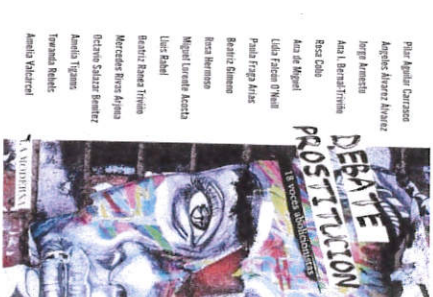 Pilar Aguilar Carrasco
Ángeles Álvarez Álvarez
Jorge Armesto
Ana I. Bernal-Triviño
Rosa Cobo
Ana de Miguel
Lidia Falcón O'Neill
Paula Fraga Arias
Beatriz Gimeno
Rosa Hermoso
Miguel Lorente Acosta
Lluís Rabell
Beatriz Ranea Triviño
Mercedes Rivas Arjona
Octavio Salazar Benítez
Amelia Tiganus
Towanda Rebels
Amelia Valcárcel
DEBATE
PROSTITUCIÓN
18 voces abolicionistas
LA MODERNA